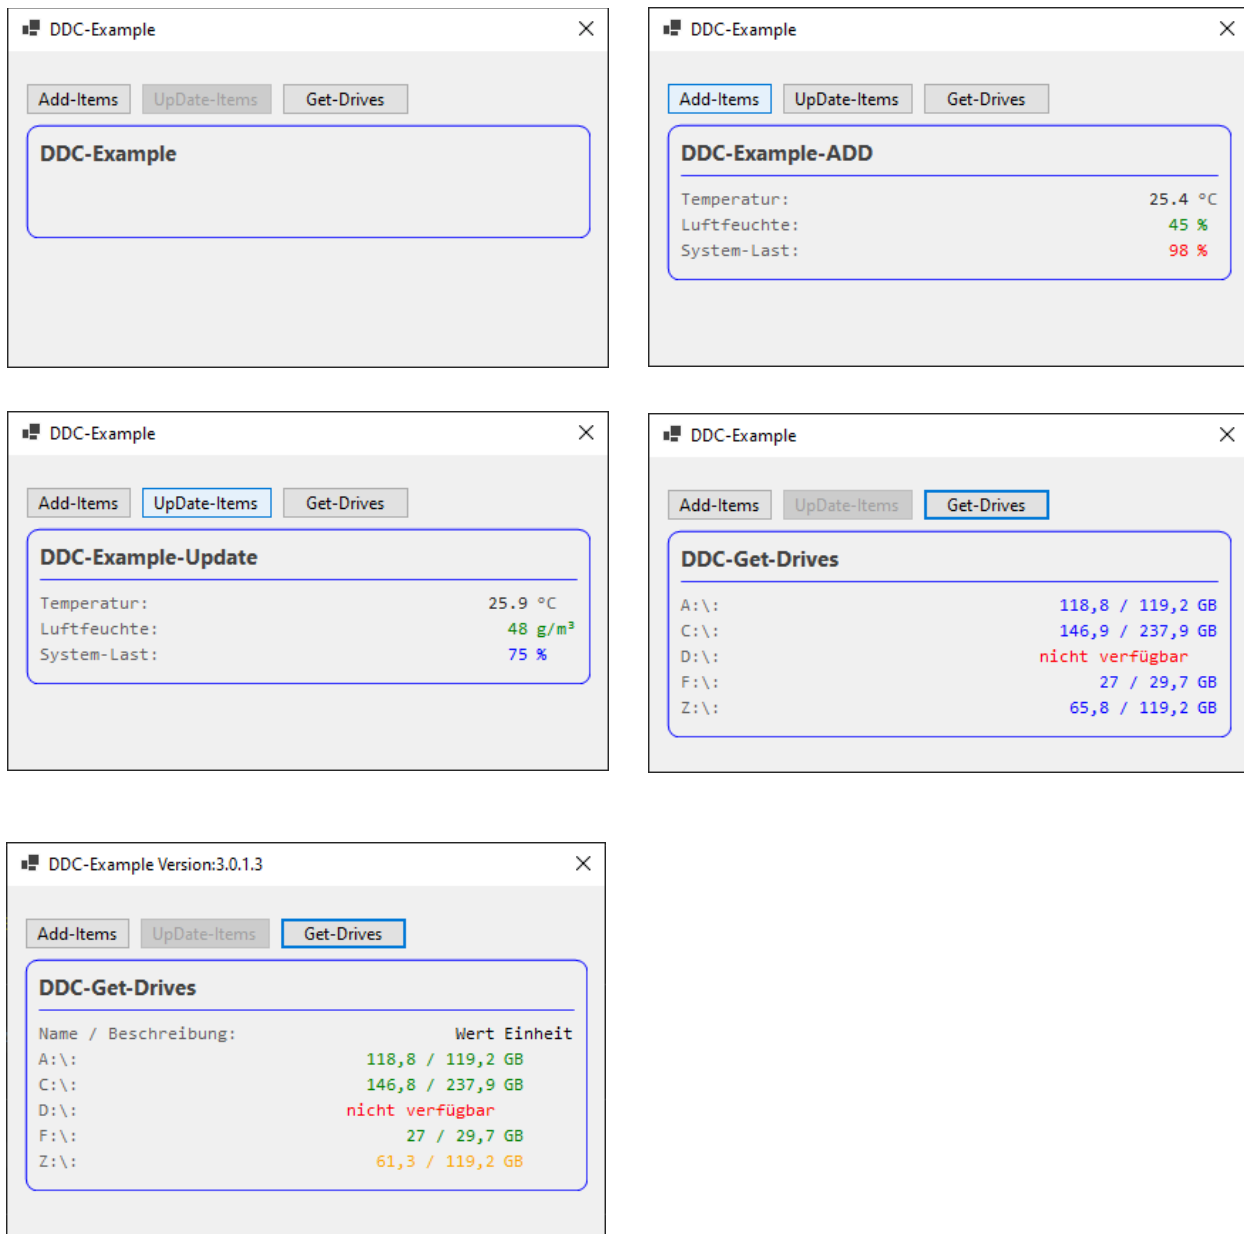 DDC-Example
Add-Items UpDate-Items Get-Drives
DDC-Example
DDC-Example
Add-Items UpDate-Items Get-Drives
DDC-Example-ADD
Temperatur: 25.4 °C
Luftfeuchte: 45 %
System-Last: 98 %
DDC-Example
Add-Items UpDate-Items Get-Drives
DDC-Example-Update
Temperatur: 25.9 °C
Luftfeuchte: 48 g/m³
System-Last: 75 %
DDC-Example
Add-Items UpDate-Items Get-Drives
DDC-Get-Drives
A:\: 118,8 / 119,2 GB
C:\: 146,9 / 237,9 GB
D:\: nicht verfügbar
F:\: 27 / 29,7 GB
Z:\: 65,8 / 119,2 GB
DDC-Example Version:3.0.1.3
Add-Items UpDate-Items Get-Drives
DDC-Get-Drives
Name / Beschreibung: Wert Einheit
A:\: 118,8 / 119,2 GB
C:\: 146,8 / 237,9 GB
D:\: nicht verfügbar
F:\: 27 / 29,7 GB
Z:\: 61,3 / 119,2 GB